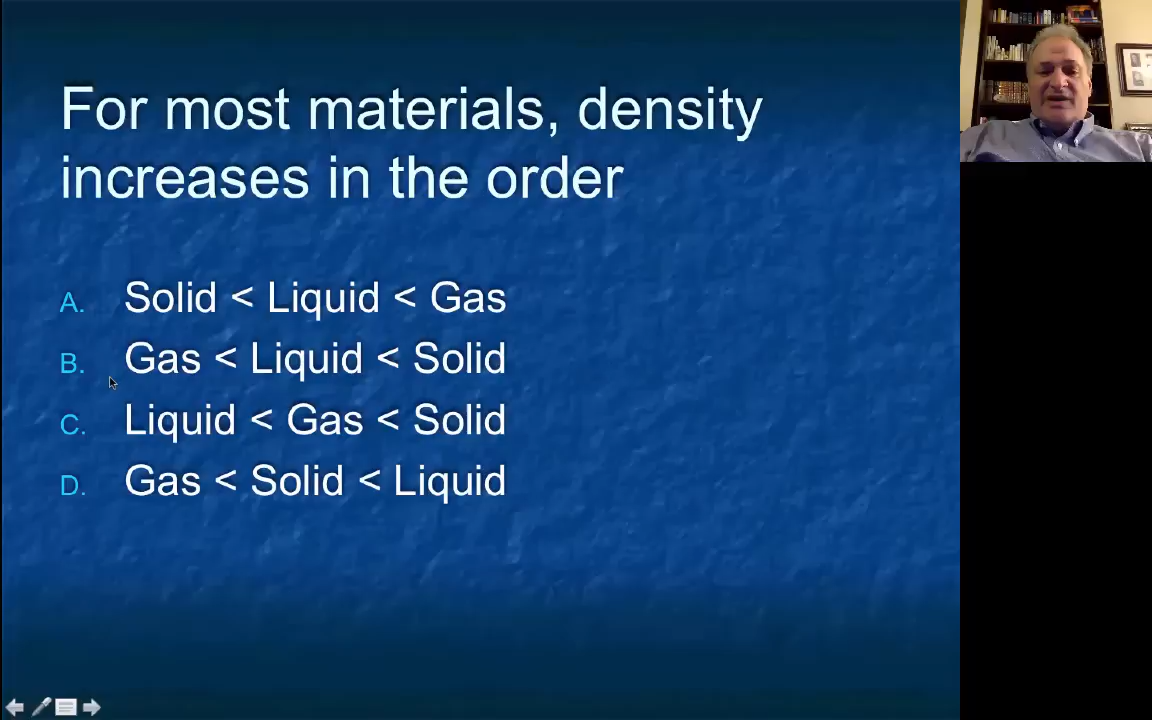 For most materials, density
increases in the order
A. Solid < Liquid < Gas
B. Gas < Liquid < Solid
C. Liquid < Gas < Solid
D. Gas < Solid < Liquid